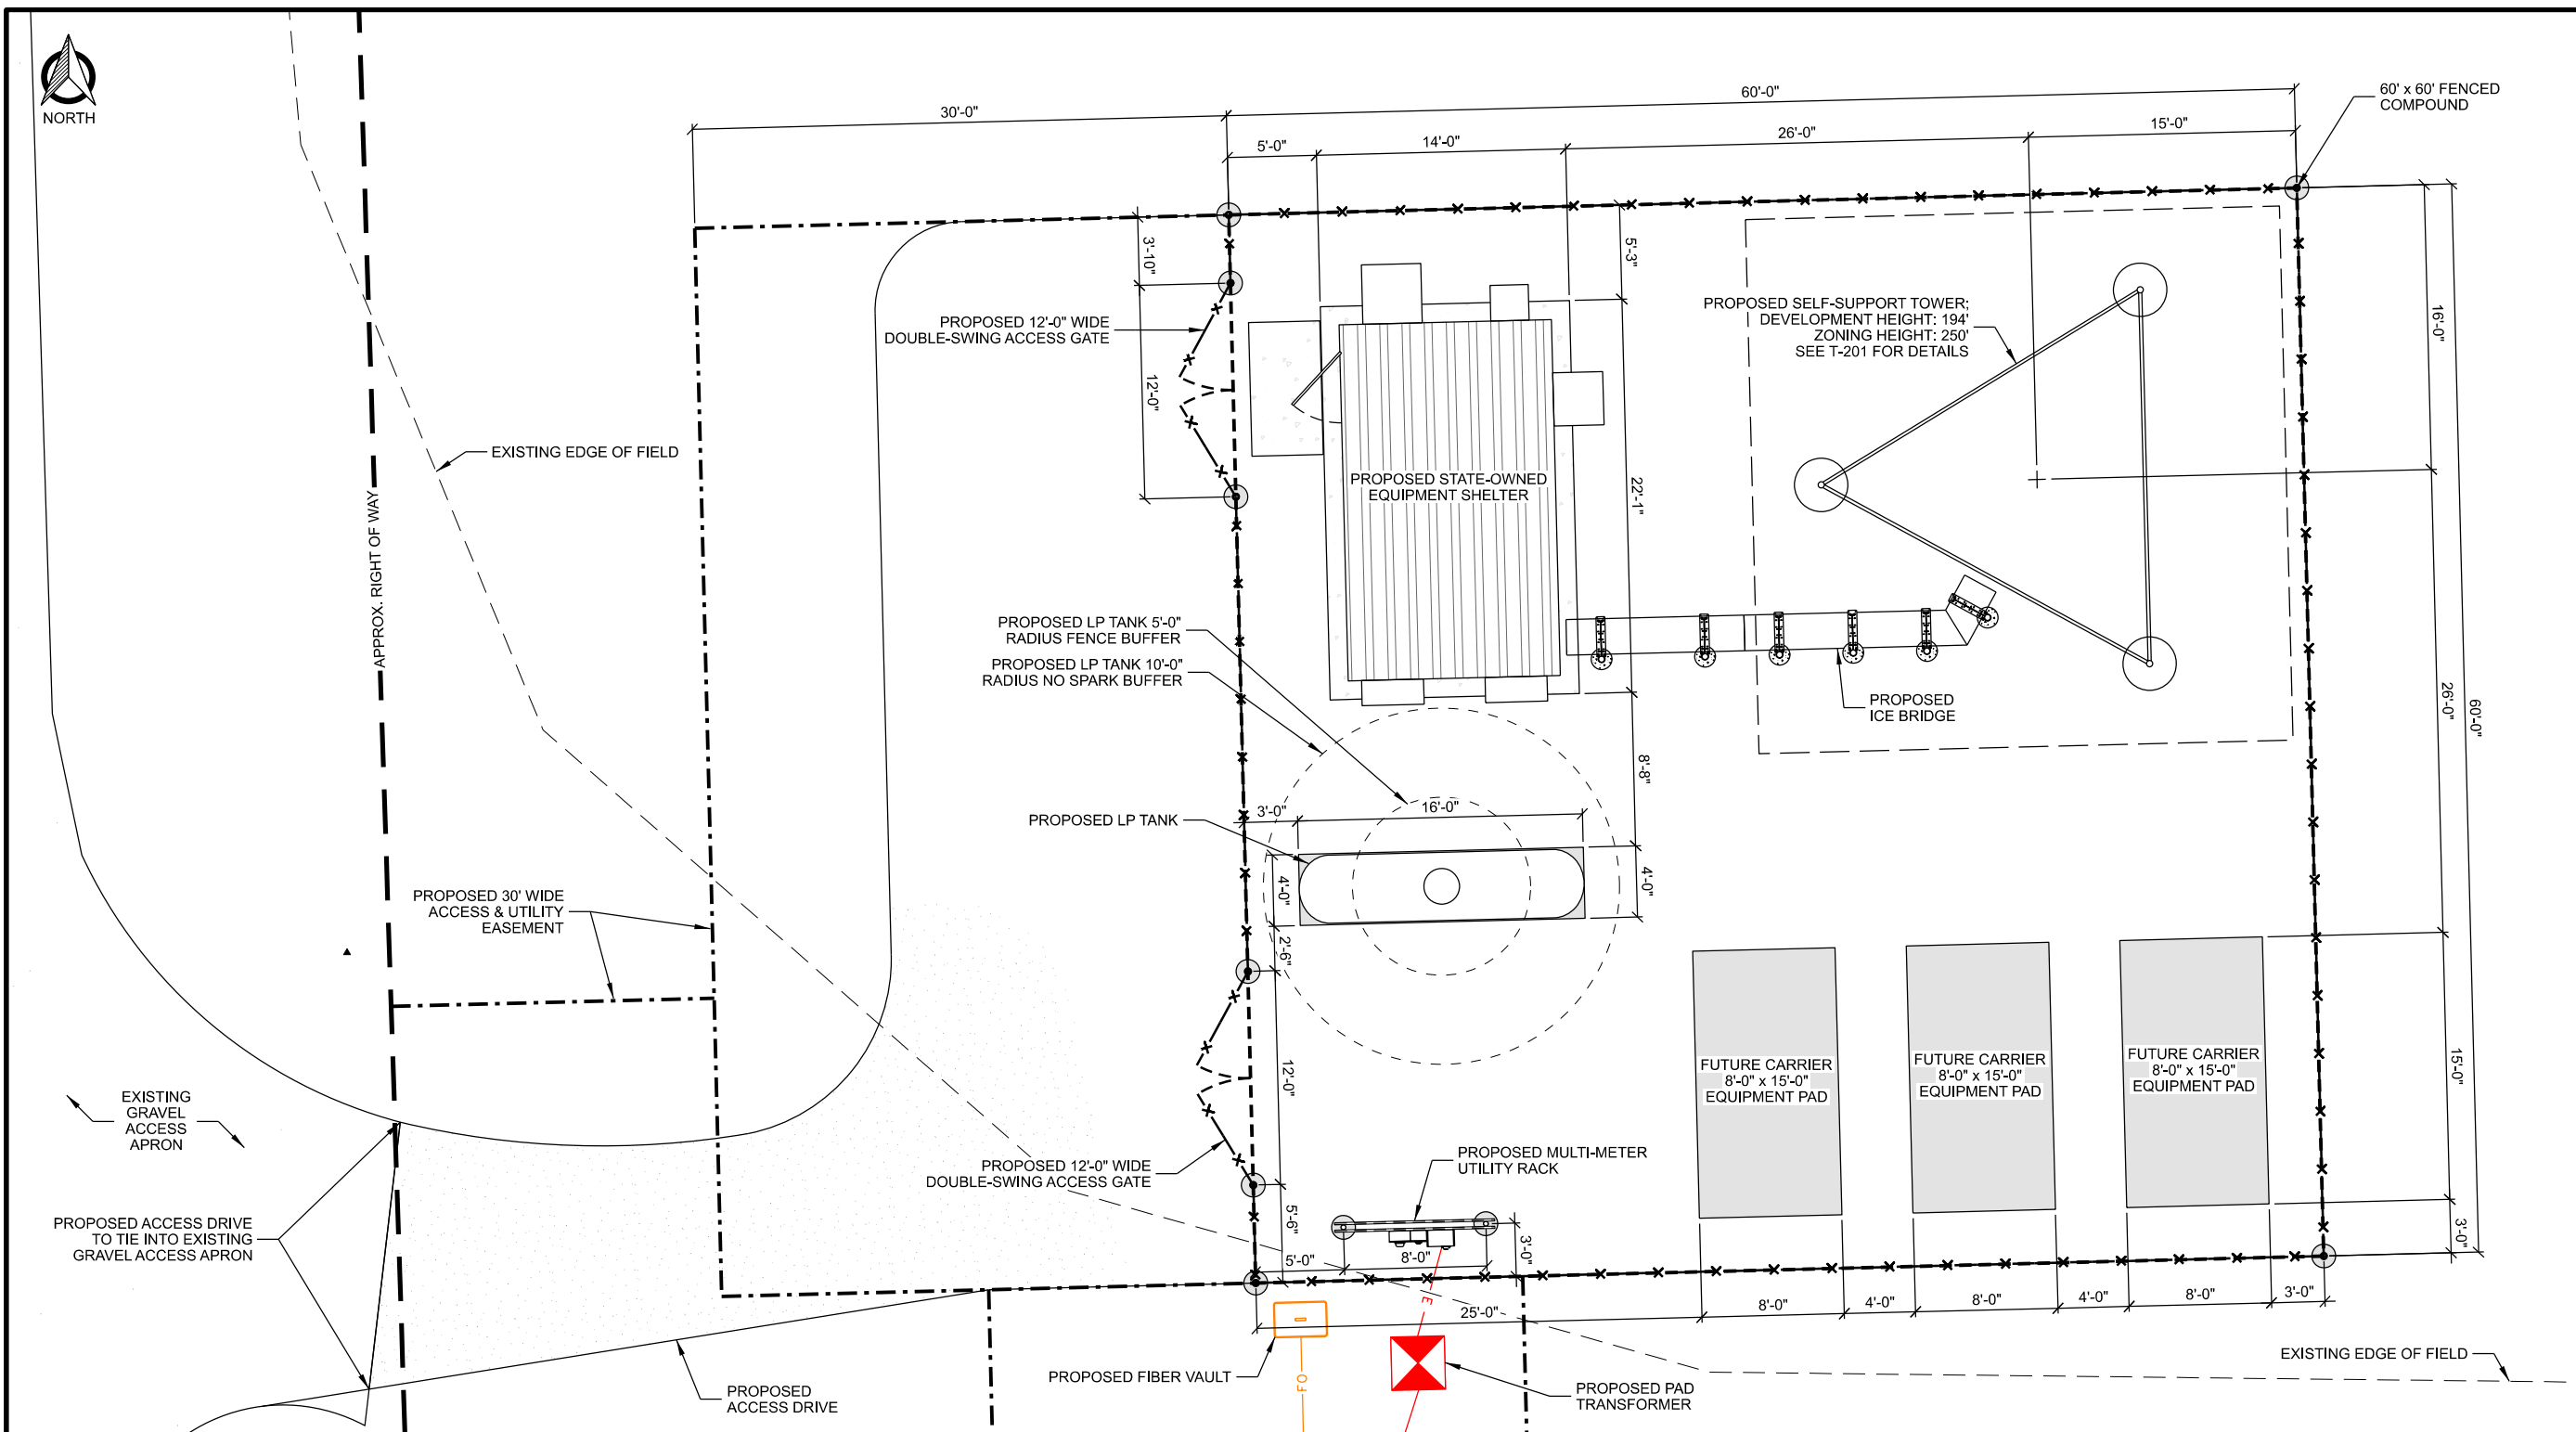 NORTH
30'-0"
60'-0"
60' x 60' FENCED
COMPOUND
5'-0"
14'-0"
26'-0"
15'-0"
3'-10"
5'-3"
PROPOSED 12'-0" WIDE
DOUBLE-SWING ACCESS GATE
PROPOSED SELF-SUPPORT TOWER;
DEVELOPMENT HEIGHT: 194'
ZONING HEIGHT: 250'
SEE T-201 FOR DETAILS
16'-0"
12'-0"
EXISTING EDGE OF FIELD
PROPOSED STATE-OWNED
EQUIPMENT SHELTER
22'-1"
APPROX. RIGHT OF WAY
PROPOSED LP TANK 5'-0"
RADIUS FENCE BUFFER
PROPOSED LP TANK 10'-0"
RADIUS NO SPARK BUFFER
PROPOSED
ICE BRIDGE
26'-0"
60'-0"
8'-8"
3'-0"
16'-0"
PROPOSED LP TANK
4'-0"
4'-0"
PROPOSED 30' WIDE
ACCESS & UTILITY
EASEMENT
2'-6"
12'-0"
FUTURE CARRIER
8'-0" x 15'-0"
EQUIPMENT PAD
FUTURE CARRIER
8'-0" x 15'-0"
EQUIPMENT PAD
FUTURE CARRIER
8'-0" x 15'-0"
EQUIPMENT PAD
15'-0"
EXISTING
GRAVEL
ACCESS
APRON
PROPOSED 12'-0" WIDE
DOUBLE-SWING ACCESS GATE
PROPOSED MULTI-METER
UTILITY RACK
PROPOSED ACCESS DRIVE
TO TIE INTO EXISTING
GRAVEL ACCESS APRON
5'-6"
5'-0"
8'-0"
3'-0"
3'-0"
E
25'-0"
8'-0"
4'-0"
8'-0"
4'-0"
8'-0"
3'-0"
PROPOSED FIBER VAULT
FO
PROPOSED
ACCESS DRIVE
PROPOSED PAD
TRANSFORMER
EXISTING EDGE OF FIELD